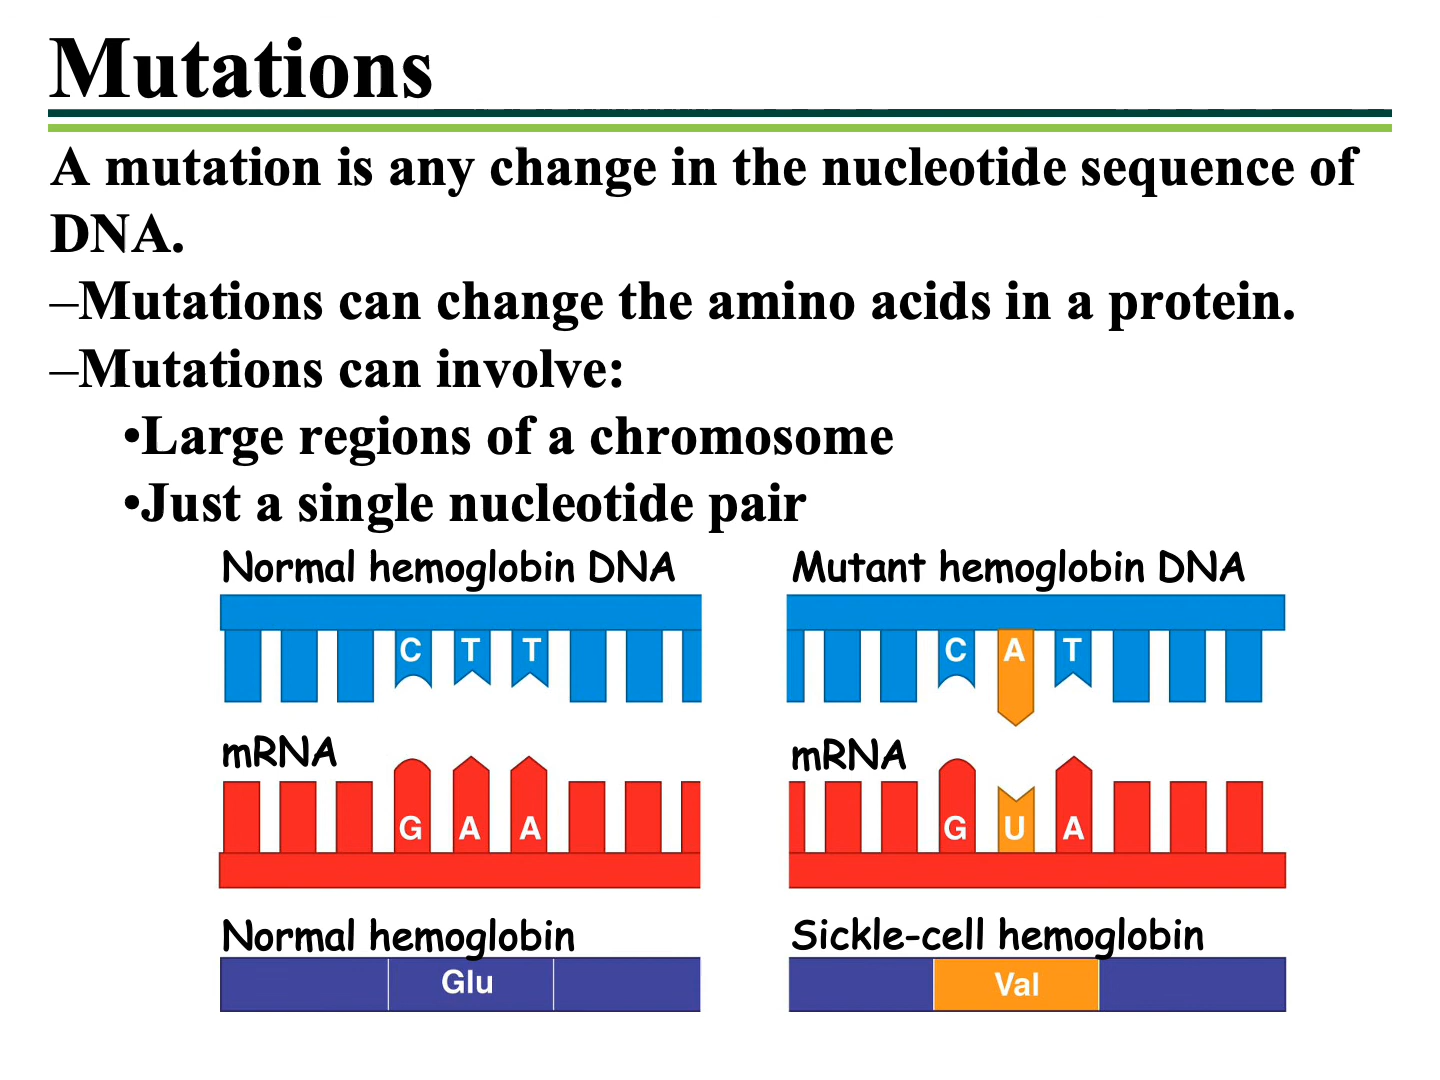 Mutations
A mutation is any change in the nucleotide sequence of
DNA.
–Mutations can change the amino acids in a protein.
–Mutations can involve:
•Large regions of a chromosome
•Just a single nucleotide pair
Normal hemoglobin DNA
C T T
mRNA
G A A
Normal hemoglobin
Glu
Mutant hemoglobin DNA
C A T
mRNA
G U A
Sickle-cell hemoglobin
Val